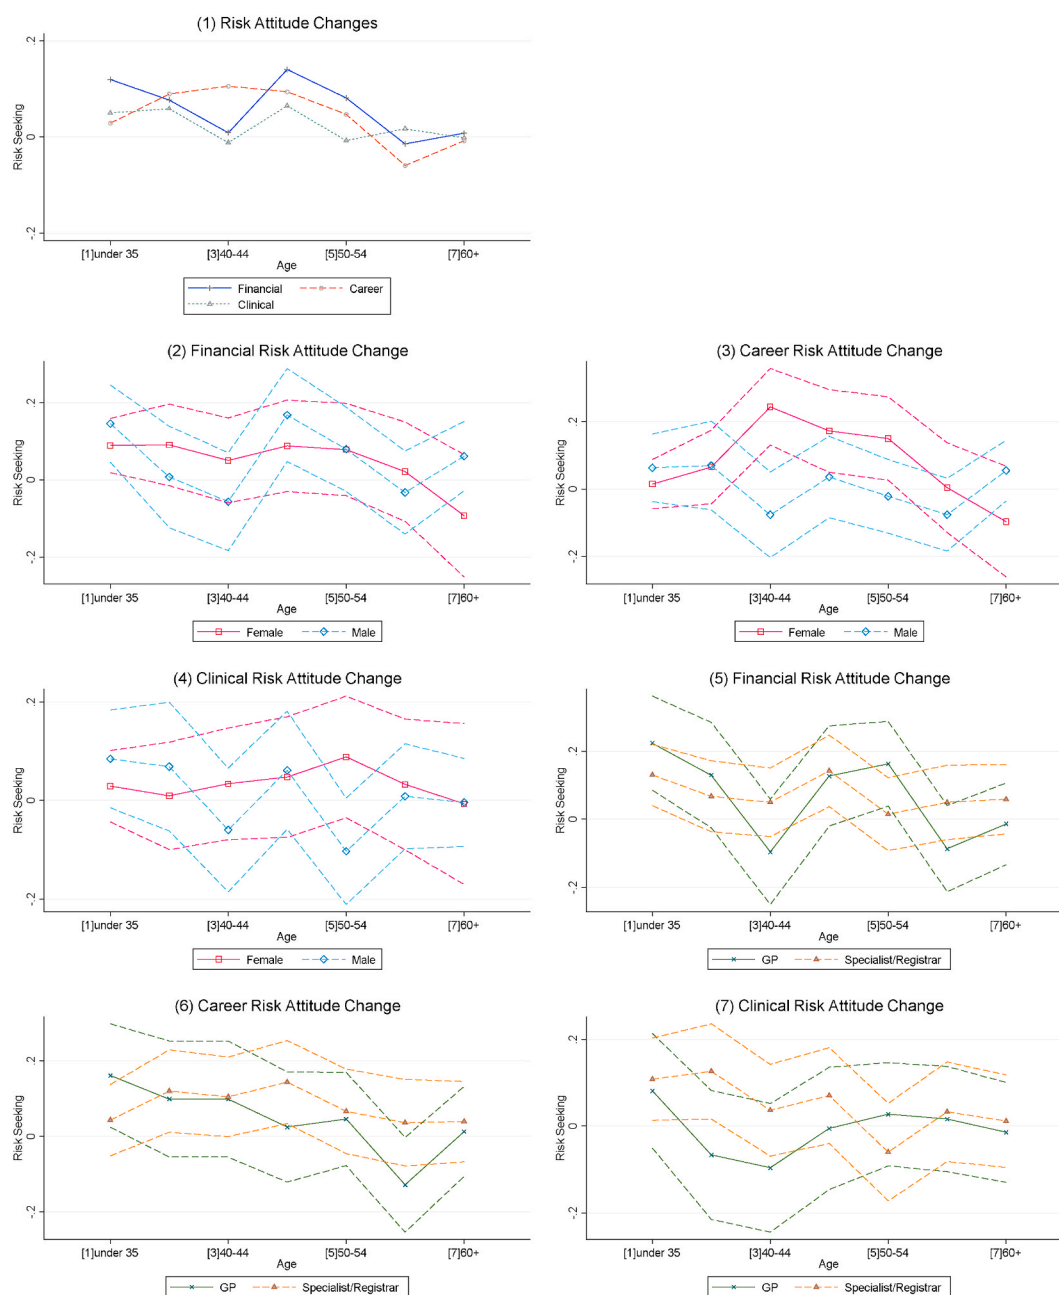 (1) Risk Attitude Changes
Risk Seeking
.2
0
-.2
[1]under 35 [3]40-44 [5]50-54 [7]60+
Age
Financial Career
Clinical
(2) Financial Risk Attitude Change
Risk Seeking
.2
0
-.2
[1]under 35 [3]40-44 [5]50-54 [7]60+
Age
Female Male
(3) Career Risk Attitude Change
Risk Seeking
.2
0
-.2
[1]under 35 [3]40-44 [5]50-54 [7]60+
Age
Female Male
(4) Clinical Risk Attitude Change
Risk Seeking
.2
0
-.2
[1]under 35 [3]40-44 [5]50-54 [7]60+
Age
Female Male
(5) Financial Risk Attitude Change
Risk Seeking
.2
0
-.2
[1]under 35 [3]40-44 [5]50-54 [7]60+
Age
GP Specialist/Registrar
(6) Career Risk Attitude Change
Risk Seeking
.2
0
-.2
[1]under 35 [3]40-44 [5]50-54 [7]60+
Age
GP Specialist/Registrar
(7) Clinical Risk Attitude Change
Risk Seeking
.2
0
-.2
[1]under 35 [3]40-44 [5]50-54 [7]60+
Age
GP Specialist/Registrar